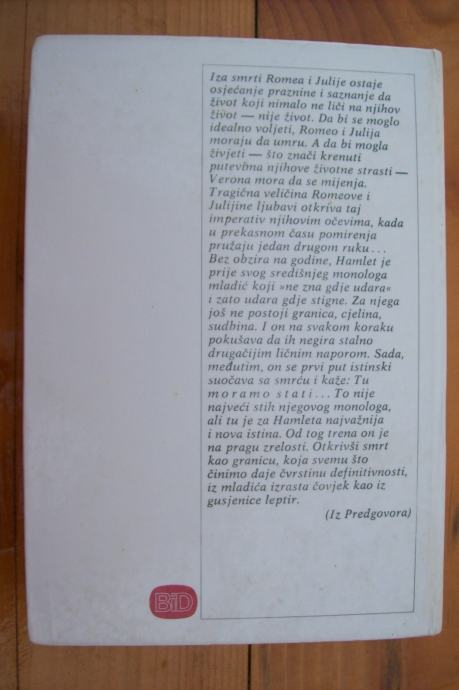 Iza smrti Romea i Julije ostaje
osjećanje praznine i saznanje da
život koji nimalo ne liči na njihov
život — nije život. Da bi se moglo
idealno voljeti, Romeo i Julija
moraju da umru. A da bi mogla
živjeti — što znači krenuti
putevima njihove životne strasti —
Verona mora da se mijenja.
Tragična veličina Romeove i
Julijine ljubavi otkriva taj
imperativ njihovim očevima, kada
u prekasnom času pomirenja
pružaju jedan drugom ruku...
Bez obzira na godine, Hamlet je
prije svog središnjeg monologa
mladić koji »ne zna gdje udara«
i zato udara gdje stigne. Za njega
još ne postoji granica, cjelina,
sudbina. I on na svakom koraku
pokušava da ih negira stalno
drugačijim ličnim naporom. Sada,
međutim, on se prvi put istinski
suočava sa smrću i kaže: Tu
moramo stati... To nije
najveći stih njegovog monologa,
ali tu je za Hamleta najvažnija
i nova istina. Od tog trena on je
na pragu zrelosti. Otkrivši smrt
kao granicu, koja svemu što
činimo daje čvrstinu definitivnosti,
iz mladića izrasta čovjek kao iz
gusjenice leptir.
(Iz Predgovora)
BiD